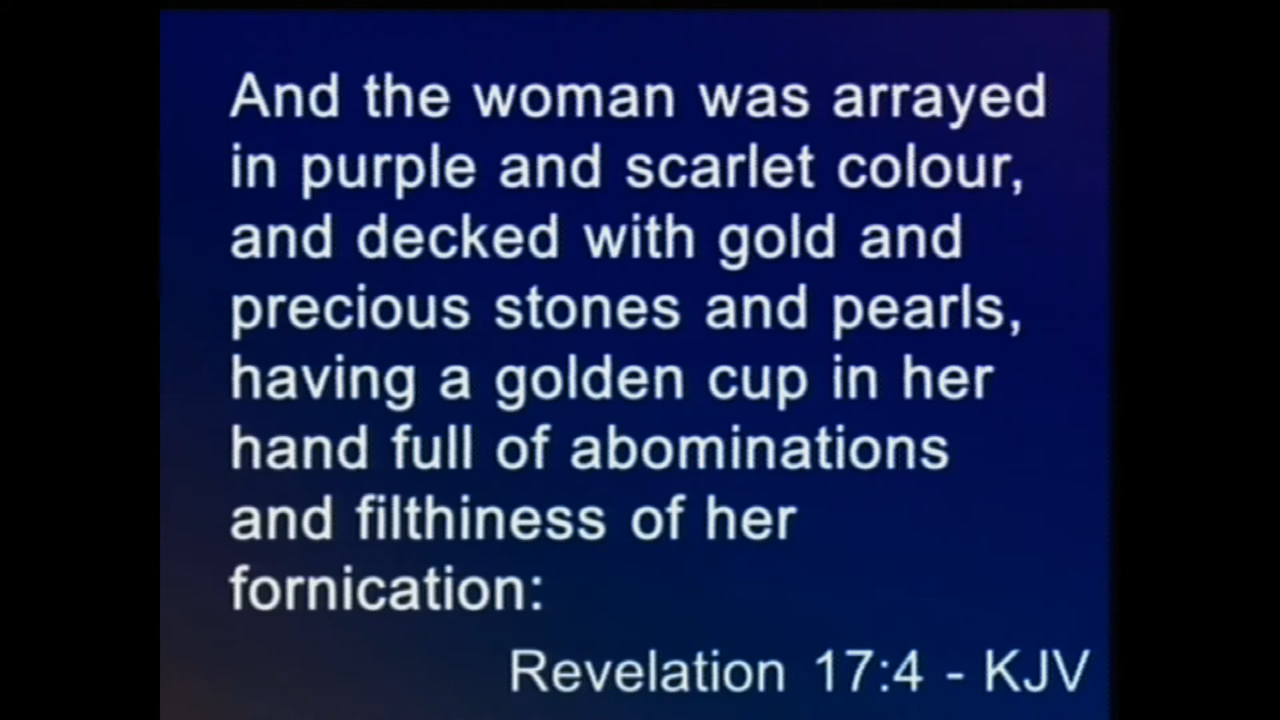 And the woman was arrayed
in purple and scarlet colour,
and decked with gold and
precious stones and pearls,
having a golden cup in her
hand full of abominations
and filthiness of her
fornication:
Revelation 17:4 - KJV